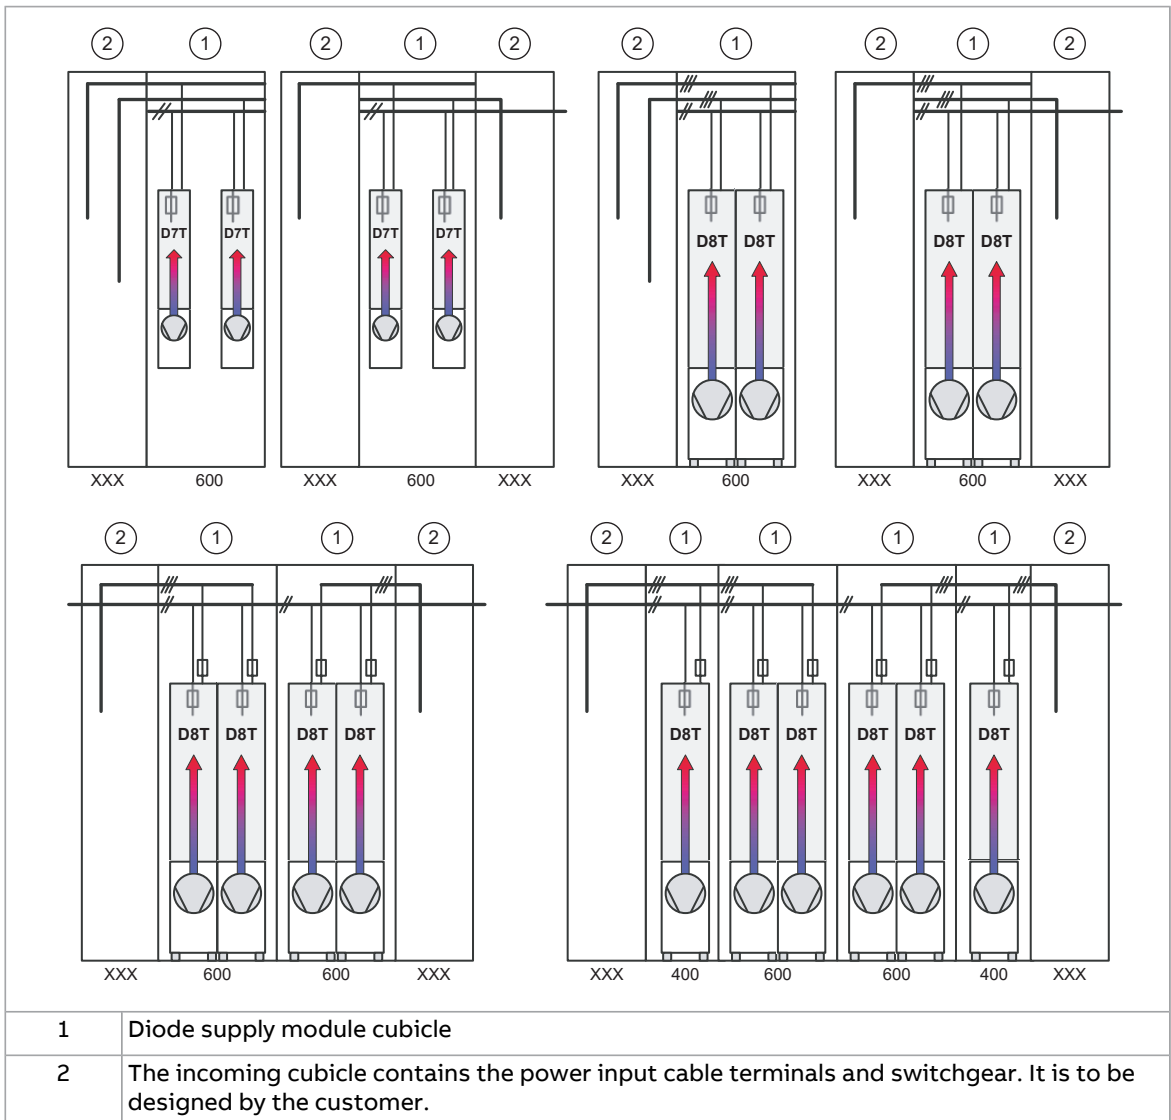 2 1 2 1 2 2 1 2 1 2
D7T D7T D7T D7T D8T D8T D8T D8T
XXX 600 XXX 600 XXX XXX 600 XXX 600 XXX
2 1 1 2 2 1 1 1 1 2
D8T D8T D8T D8T D8T D8T D8T D8T D8T D8T
XXX 600 600 XXX XXX 400 600 600 400 XXX
1 Diode supply module cubicle
2 The incoming cubicle contains the power input cable terminals and switchgear. It is to be
designed by the customer.